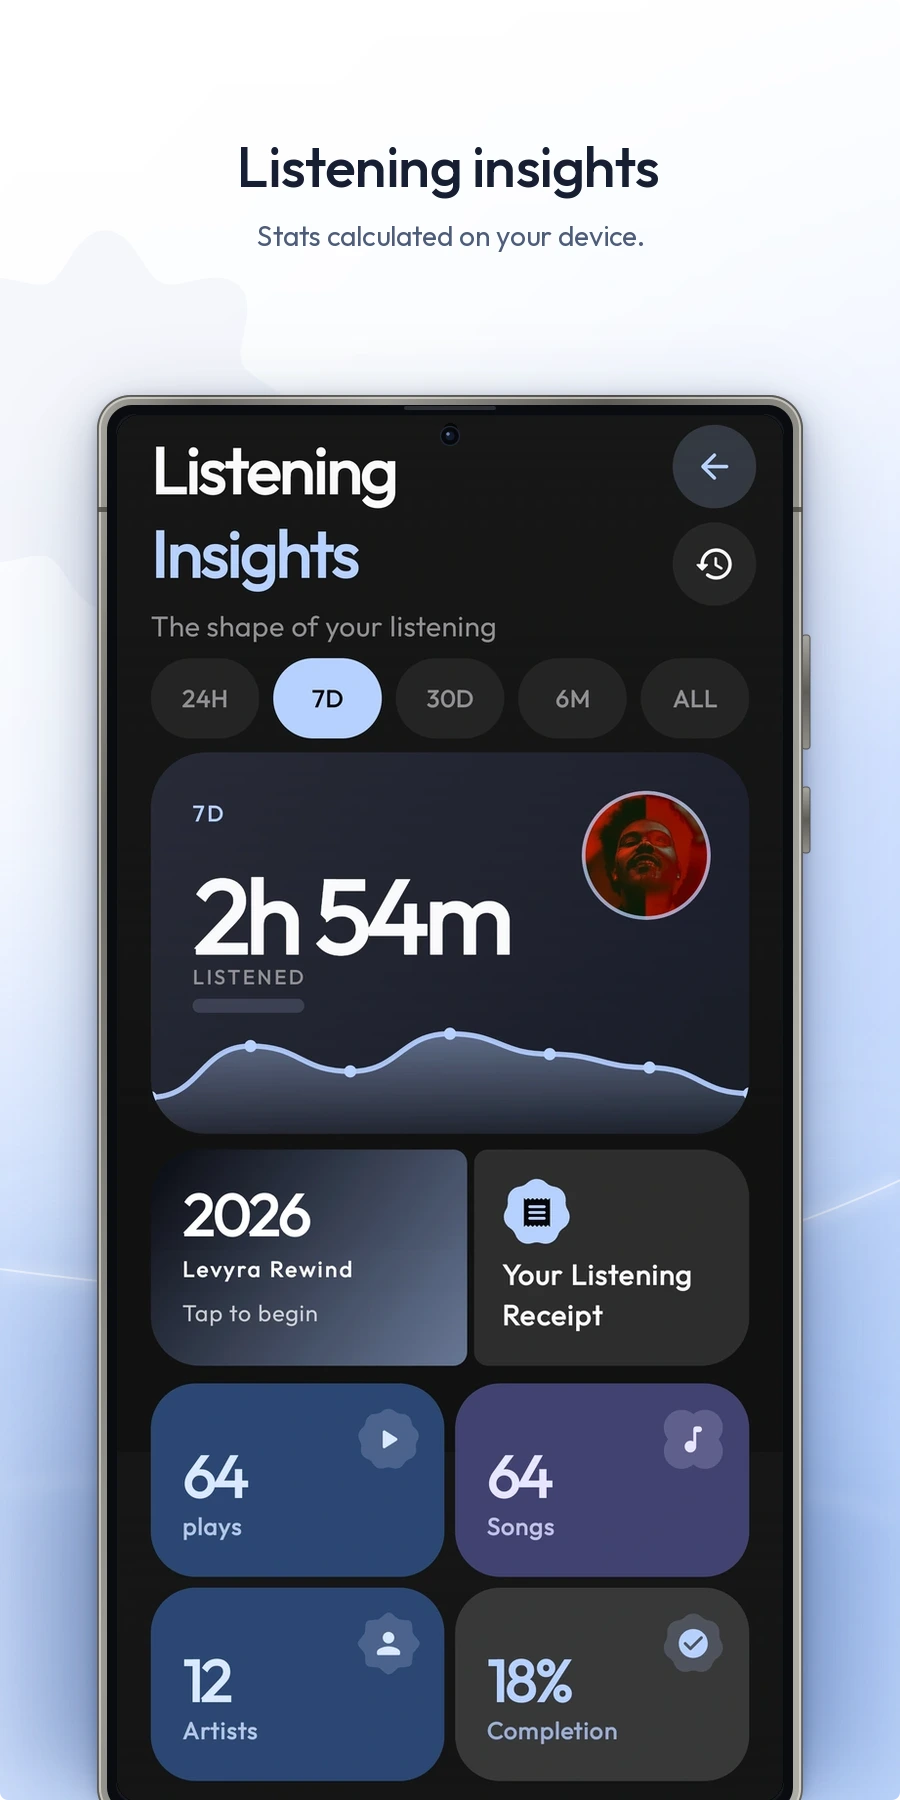 Listening insights
Stats calculated on your device.
Listening
Insights
The shape of your listening
24H 7D 30D 6M ALL
7D
2h 54m
LISTENED
2026
Levyra Rewind
Tap to begin
Your Listening
Receipt
64
plays
64
Songs
12
Artists
18%
Completion